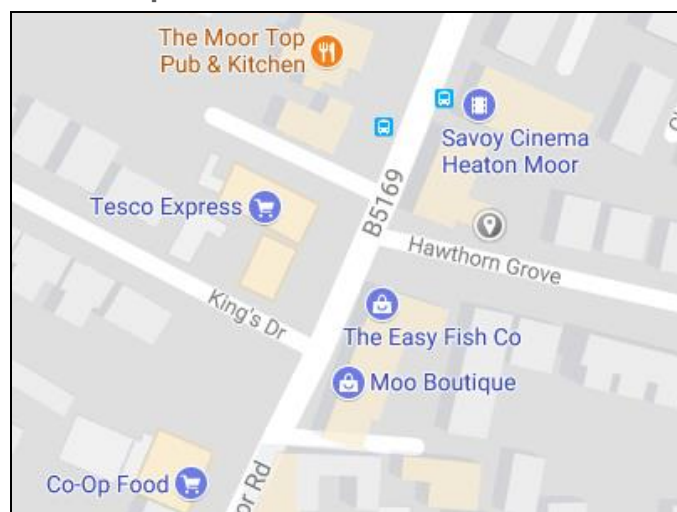 The Moor Top
Pub & Kitchen
Savoy Cinema
Heaton Moor
Tesco Express
B5169
Hawthorn Grove
King's Dr
The Easy Fish Co
Moo Boutique
Co-Op Food
or Rd